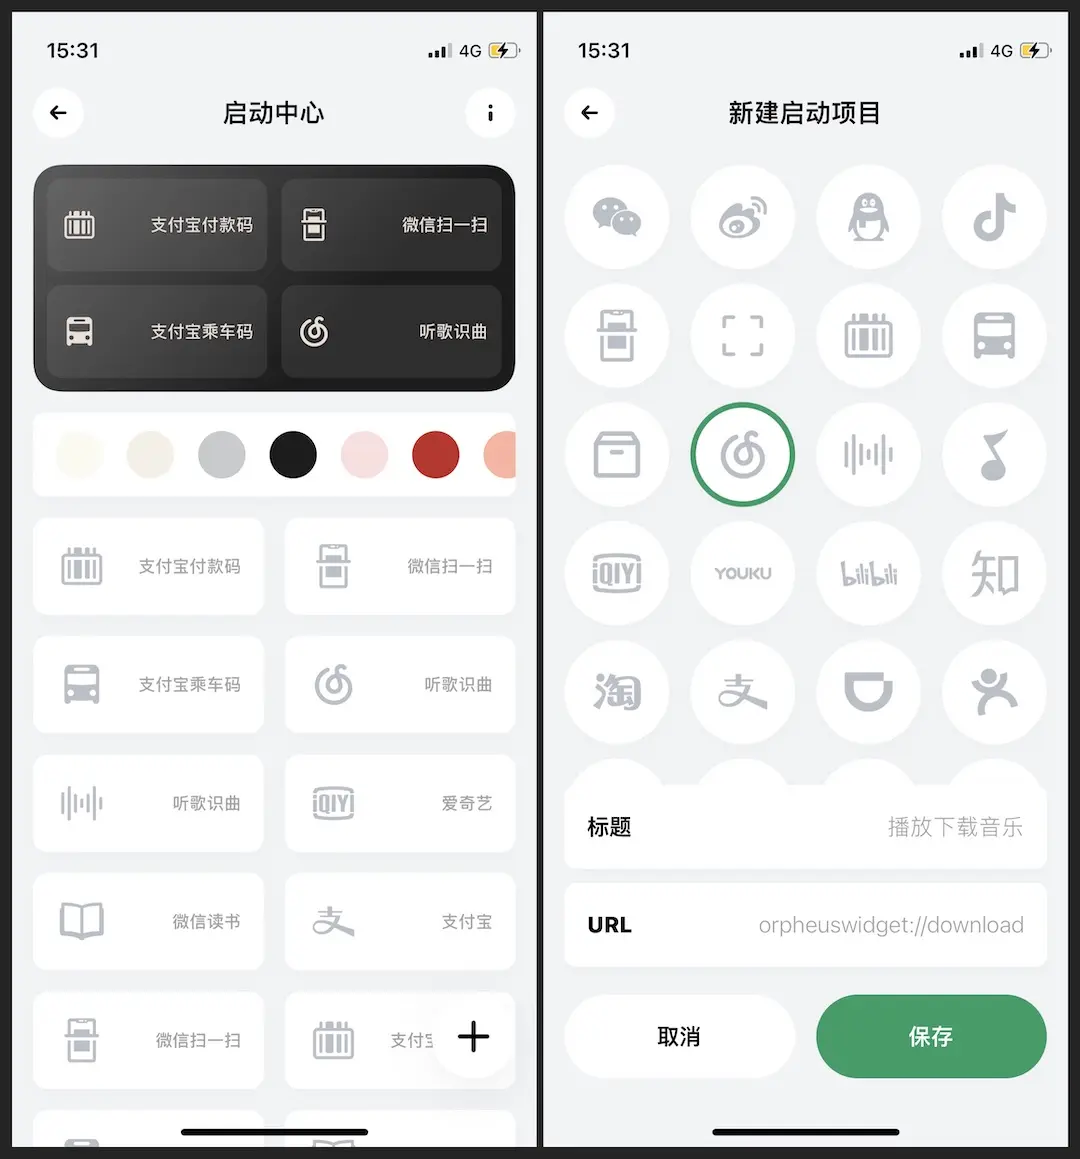 15:31
4G
启动中心
支付宝付款码
微信扫一扫
支付宝乘车码
听歌识曲
支付宝付款码
微信扫一扫
支付宝乘车码
听歌识曲
听歌识曲
iQIYI
爱奇艺
微信读书
支
支付宝
微信扫一扫
支付
15:31
4G
新建启动项目
iQIYI
YOUKU
bilibili
知
淘
支
标题
播放下载音乐
URL
orpheuswidget://download
取消
保存